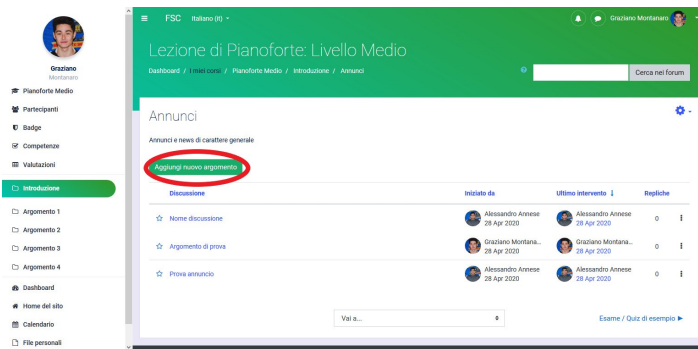 FSC Italiano (it)
Graziano Montanaro
Lezione di Pianoforte: Livello Medio
Dashboard / I miei corsi / Pianoforte Medio / Introduzione / Annunci
Cerca nei forum
Graziano
Montanaro
Pianoforte Medio
Partecipanti
Badge
Competenze
Valutazioni
Introduzione
Argomento 1
Argomento 2
Argomento 3
Argomento 4
Dashboard
Home del sito
Calendario
File personali
Annunci
Annunci e news di carattere generale
Aggiungi nuovo argomento
Discussione Iniziato da Ultimo intervento ↓ Repliche
Nome discussione Alessandro Annese Alessandro Annese 0
28 Apr 2020 28 Apr 2020
Argomento di prova Graziano Montana... Graziano Montana... 0
28 Apr 2020 28 Apr 2020
Prova annuncio Alessandro Annese Alessandro Annese 0
28 Apr 2020 28 Apr 2020
Vai a...
Esame / Quiz di esempio ►